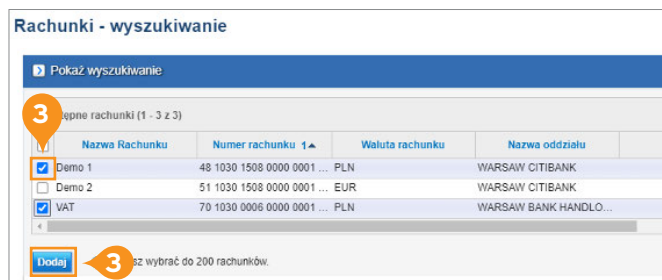 Rachunki - wyszukiwanie
Pokaż wyszukiwanie
3
rachunki (1 - 3 z 3)
Nazwa Rachunku Numer rachunku 1 Waluta rachunku Nazwa oddziału
Demo 1 48 1030 1508 0000 0001 ... PLN WARSAW CITIBANK
Demo 2 51 1030 1508 0000 0001 ... EUR WARSAW CITIBANK
VAT 70 1030 0006 0000 0001 ... PLN WARSAW BANK HANDLO...
Dodaj 3 wybrać do 200 rachunków.